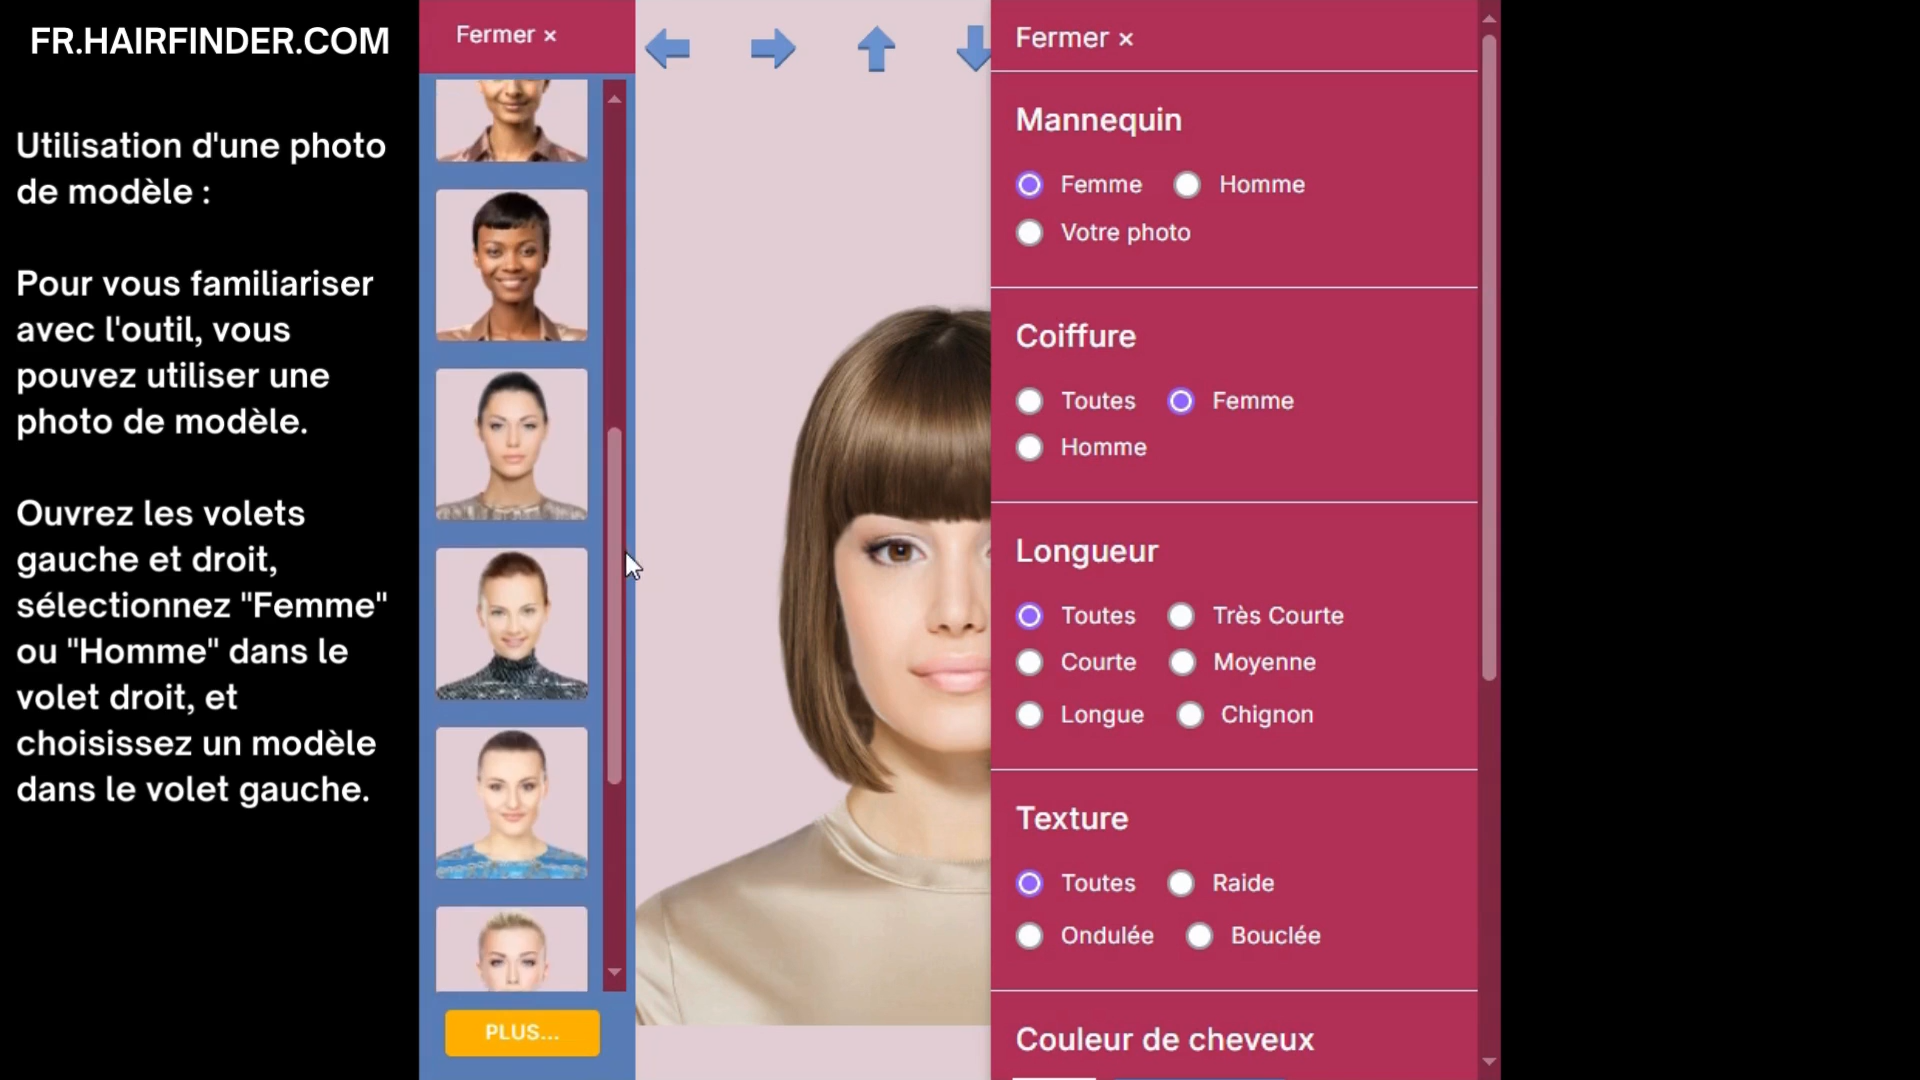 FR.HAIRFINDER.COM
Utilisation d'une photo
de modèle :
Pour vous familiariser
avec l'outil, vous
pouvez utiliser une
photo de modèle.
Ouvrez les volets
gauche et droit,
sélectionnez "Femme"
ou "Homme" dans le
volet droit, et
choisissez un modèle
dans le volet gauche.
Fermer ×
PLUS...
Fermer ×
Mannequin
Femme Homme
Votre photo
Coiffure
Toutes Femme
Homme
Longueur
Toutes Très Courte
Courte Moyenne
Longue Chignon
Texture
Toutes Raide
Ondulée Bouclée
Couleur de cheveux